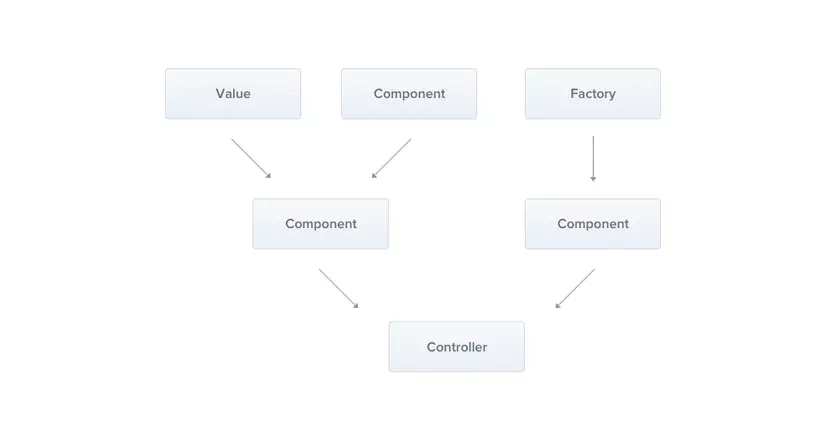 Value
Component
Factory
Component
Component
Controller